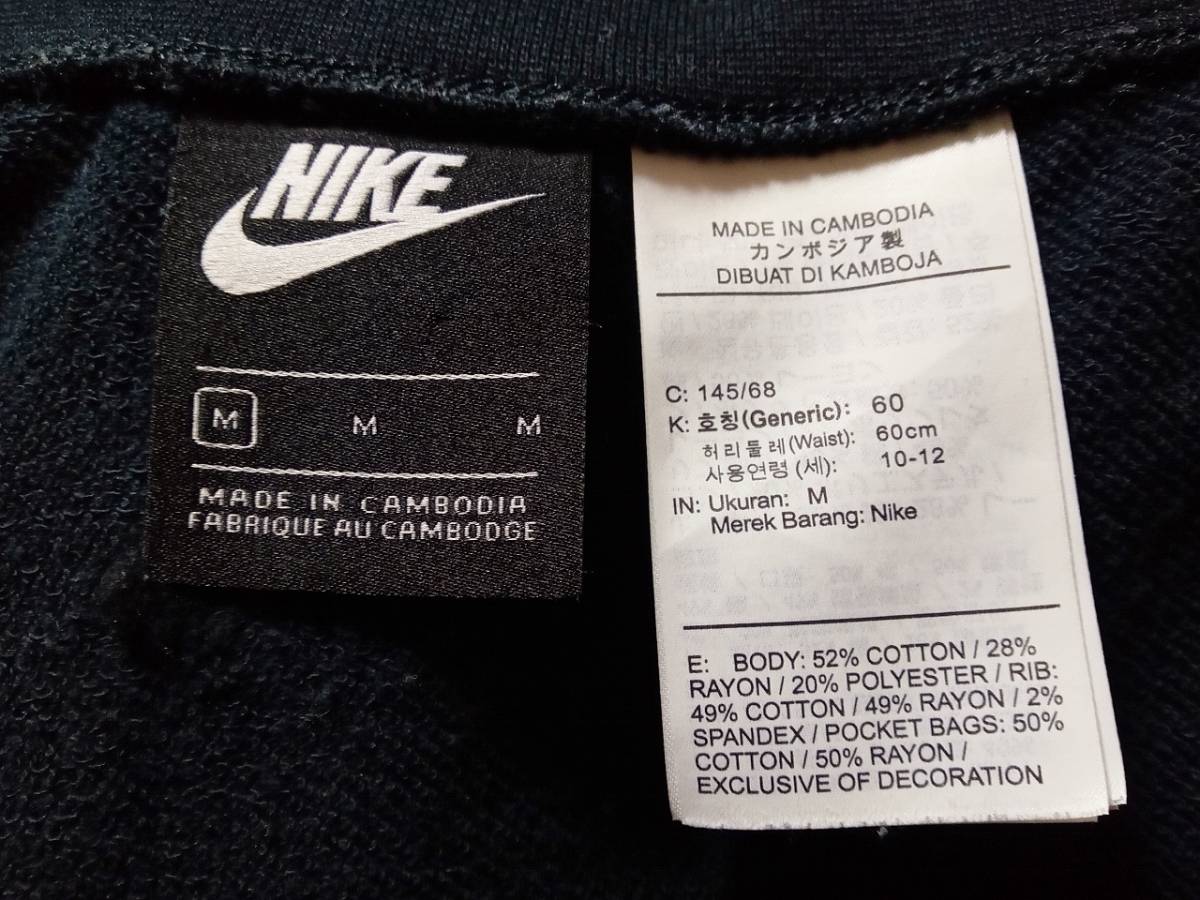 NIKE
M M M
MADE IN CAMBODIA
FABRIQUE AU CAMBODGE
MADE IN CAMBODIA
カンボジア製
DIBUAT DI KAMBOJA
C: 145/68
K: 호칭(Generic): 60
허리둘레(Waist): 60cm
사용연령 (세): 10-12
IN: Ukuran: M
Merek Barang: Nike
E: BODY: 52% COTTON / 28%
RAYON / 20% POLYESTER / RIB:
49% COTTON / 49% RAYON / 2%
SPANDEX / POCKET BAGS: 50%
COTTON / 50% RAYON /
EXCLUSIVE OF DECORATION